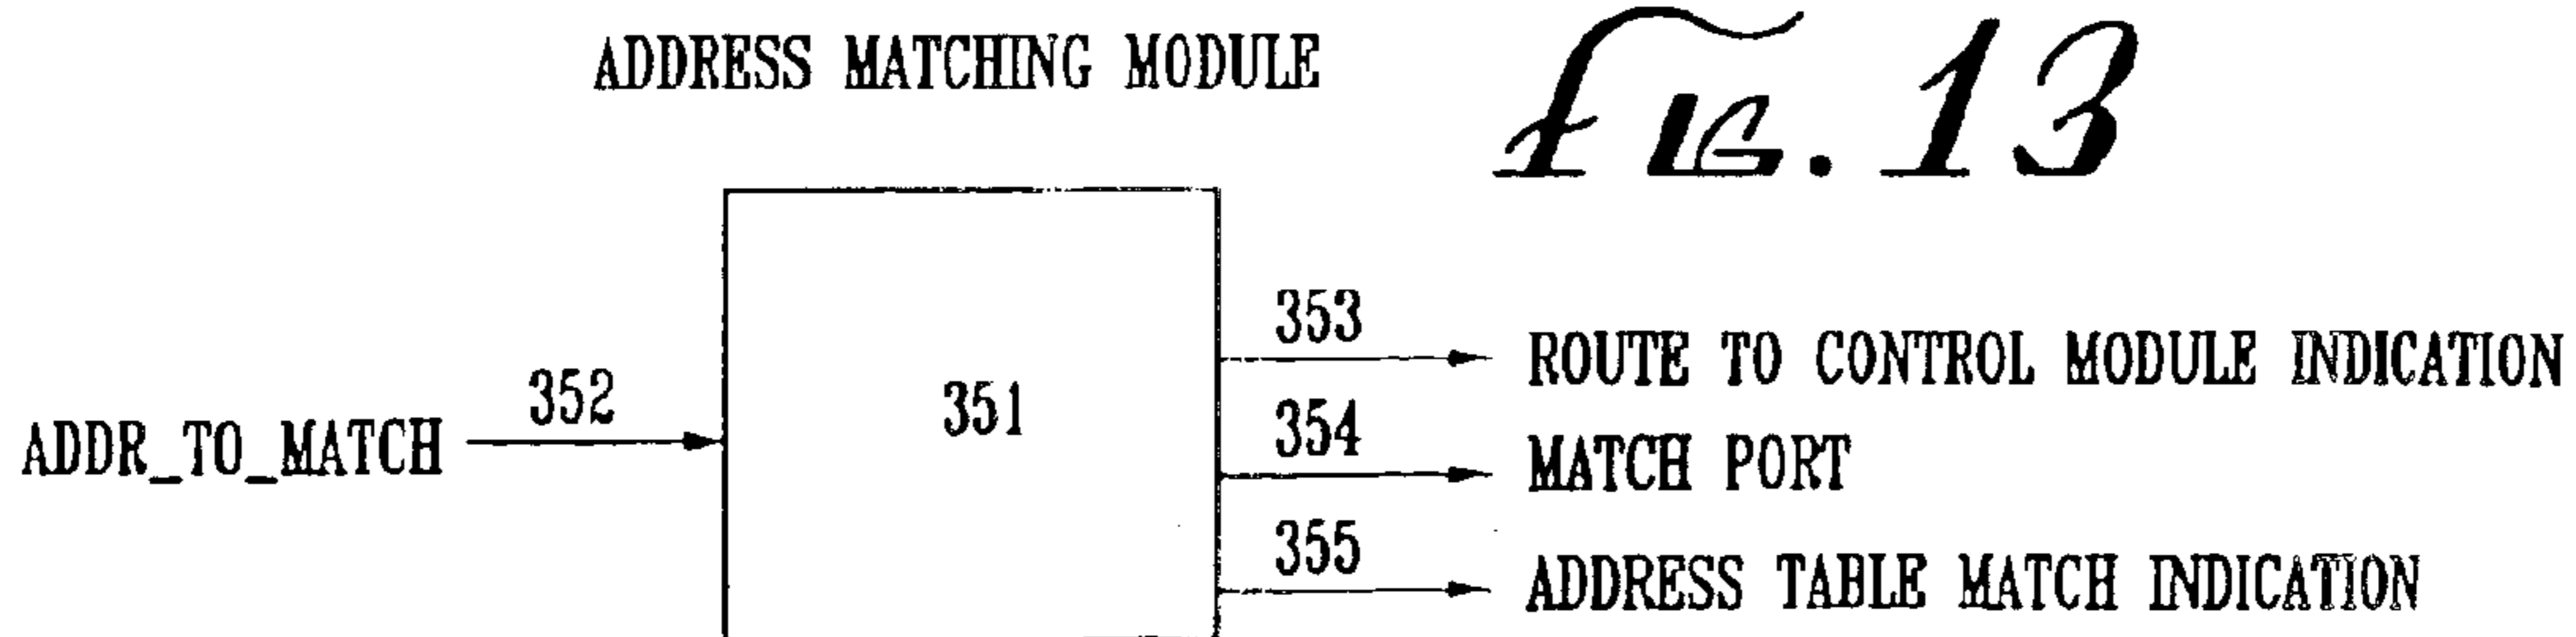 ADDRESS MATCHING MODULE
FIG. 13
353
ROUTE TO CONTROL MODULE INDICATION
352
351
354
ADDR_TO_MATCH
MATCH PORT
355
ADDRESS TABLE MATCH INDICATION